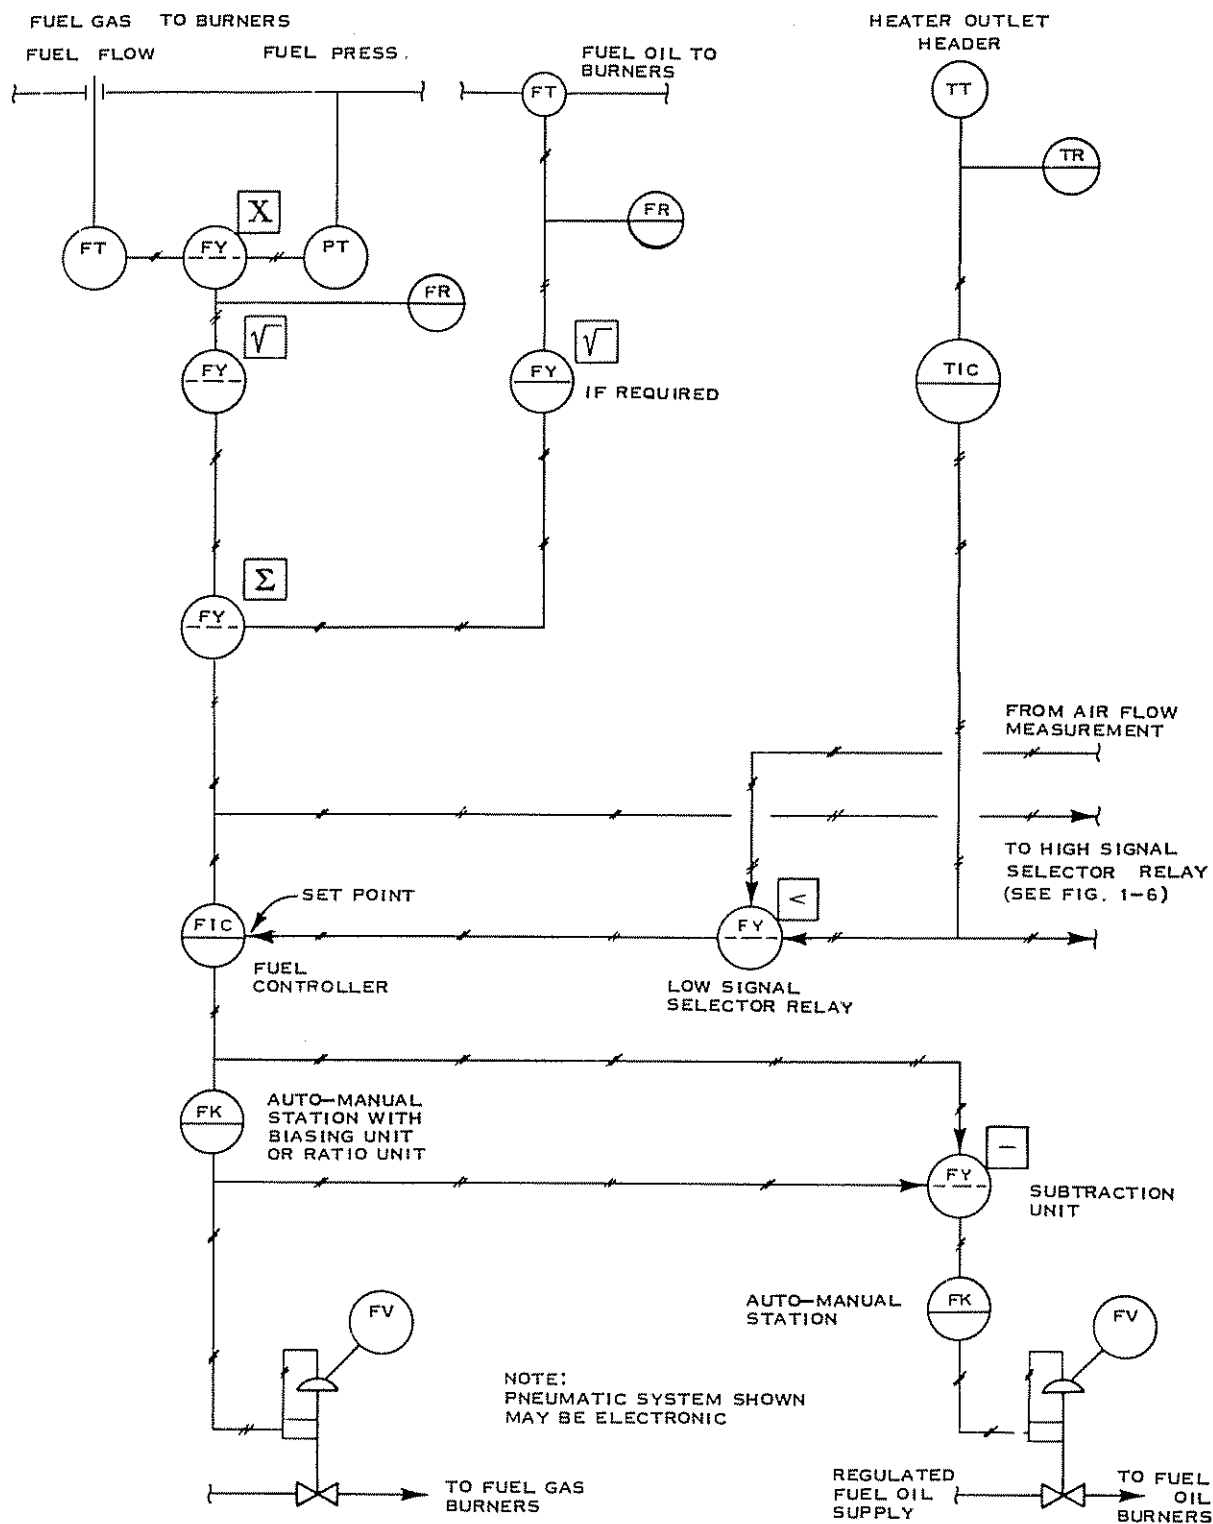 FUEL GAS TO BURNERS
FUEL FLOW
FUEL PRESS.
FUEL OIL TO
BURNERS
HEATER OUTLET
HEADER
FT
TT
TR
X
FR
FT
FY
PT
FR
√
FY
√
FY
IF REQUIRED
TIC
Σ
FY
FROM AIR FLOW
MEASUREMENT
TO HIGH SIGNAL
SELECTOR RELAY
(SEE FIG. 1-6)
SET POINT
<
FIC
FY
FUEL
CONTROLLER
LOW SIGNAL
SELECTOR RELAY
FK
AUTO-MANUAL
STATION WITH
BIASING UNIT
OR RATIO UNIT
−
FY
SUBTRACTION
UNIT
AUTO-MANUAL
STATION
FK
FV
FV
NOTE:
PNEUMATIC SYSTEM SHOWN
MAY BE ELECTRONIC
TO FUEL GAS
BURNERS
REGULATED
FUEL OIL
SUPPLY
TO FUEL
OIL
BURNERS